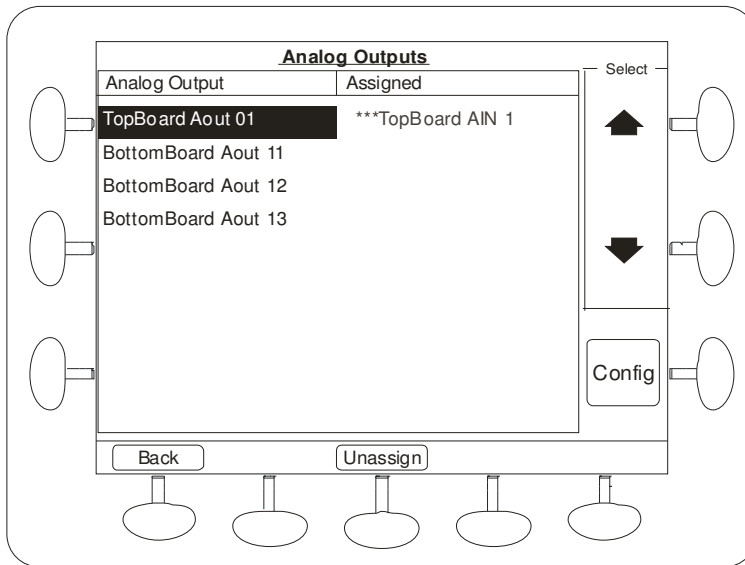 Analog Outputs
Select
Analog Output Assigned
TopBoard Aout 01 ***TopBoard AIN 1
BottomBoard Aout 11
BottomBoard Aout 12
BottomBoard Aout 13
Config
Back Unassign